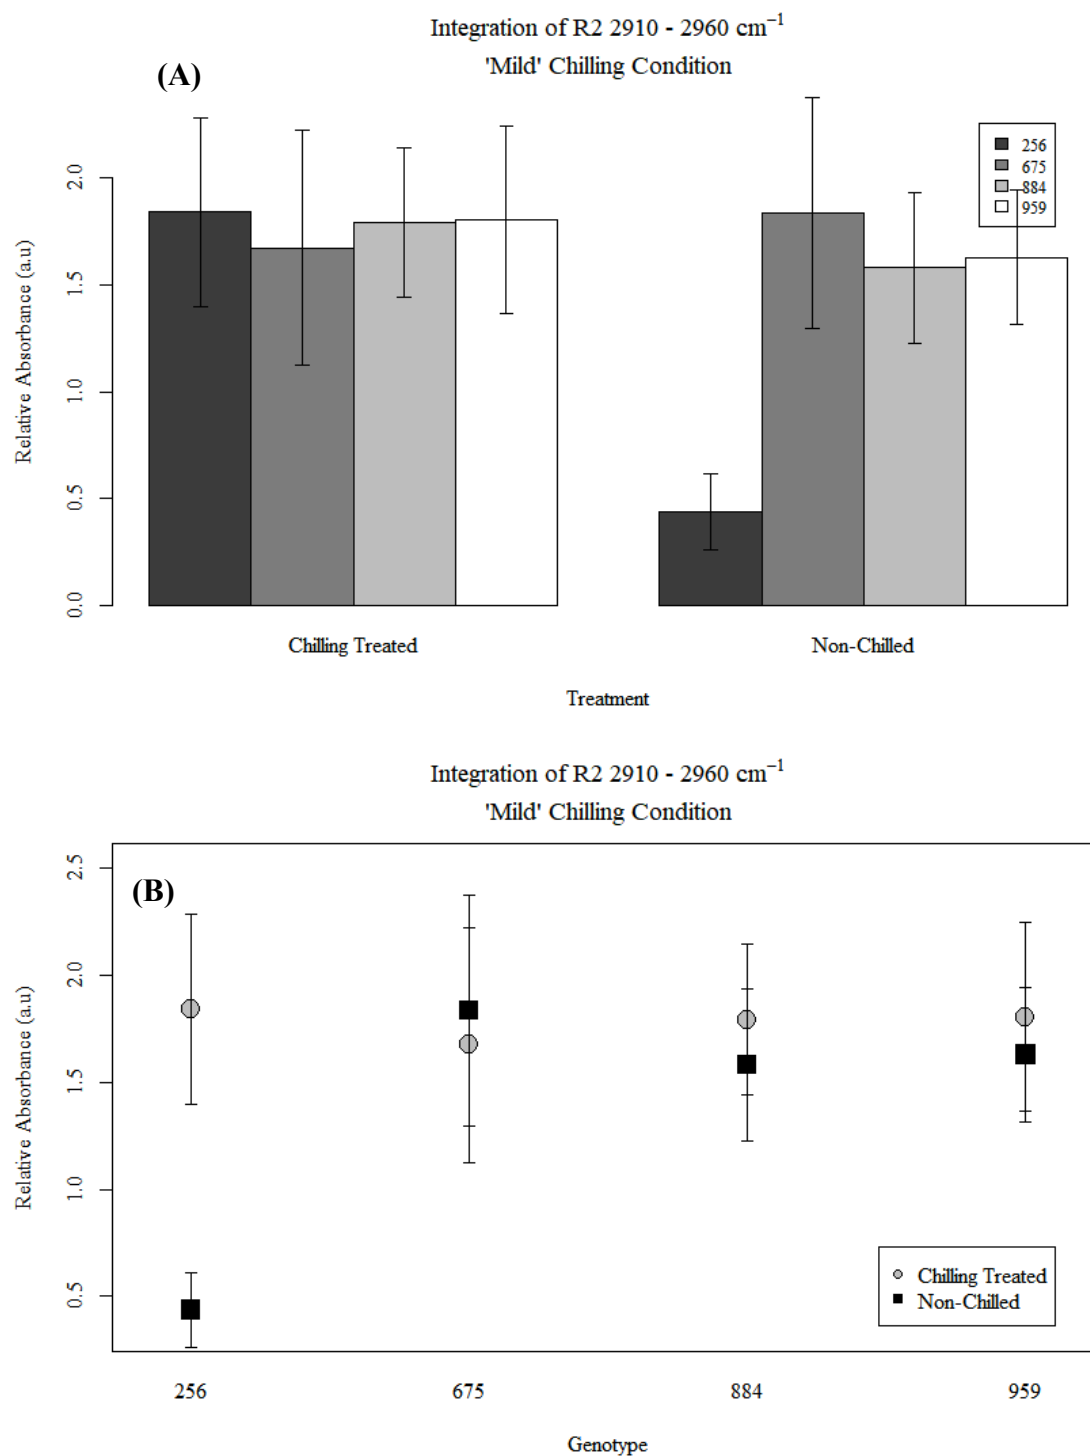 Integration of R2 2910 - 2960 cm⁻¹
'Mild' Chilling Condition
(A)
256
675
884
959
Relative Absorbance (a.u)
2.0
1.5
1.0
0.5
0.0
Chilling Treated
Non-Chilled
Treatment
Integration of R2 2910 - 2960 cm⁻¹
'Mild' Chilling Condition
(B)
Relative Absorbance (a.u)
2.5
2.0
1.5
1.0
0.5
Chilling Treated
Non-Chilled
256 675 884 959
Genotype